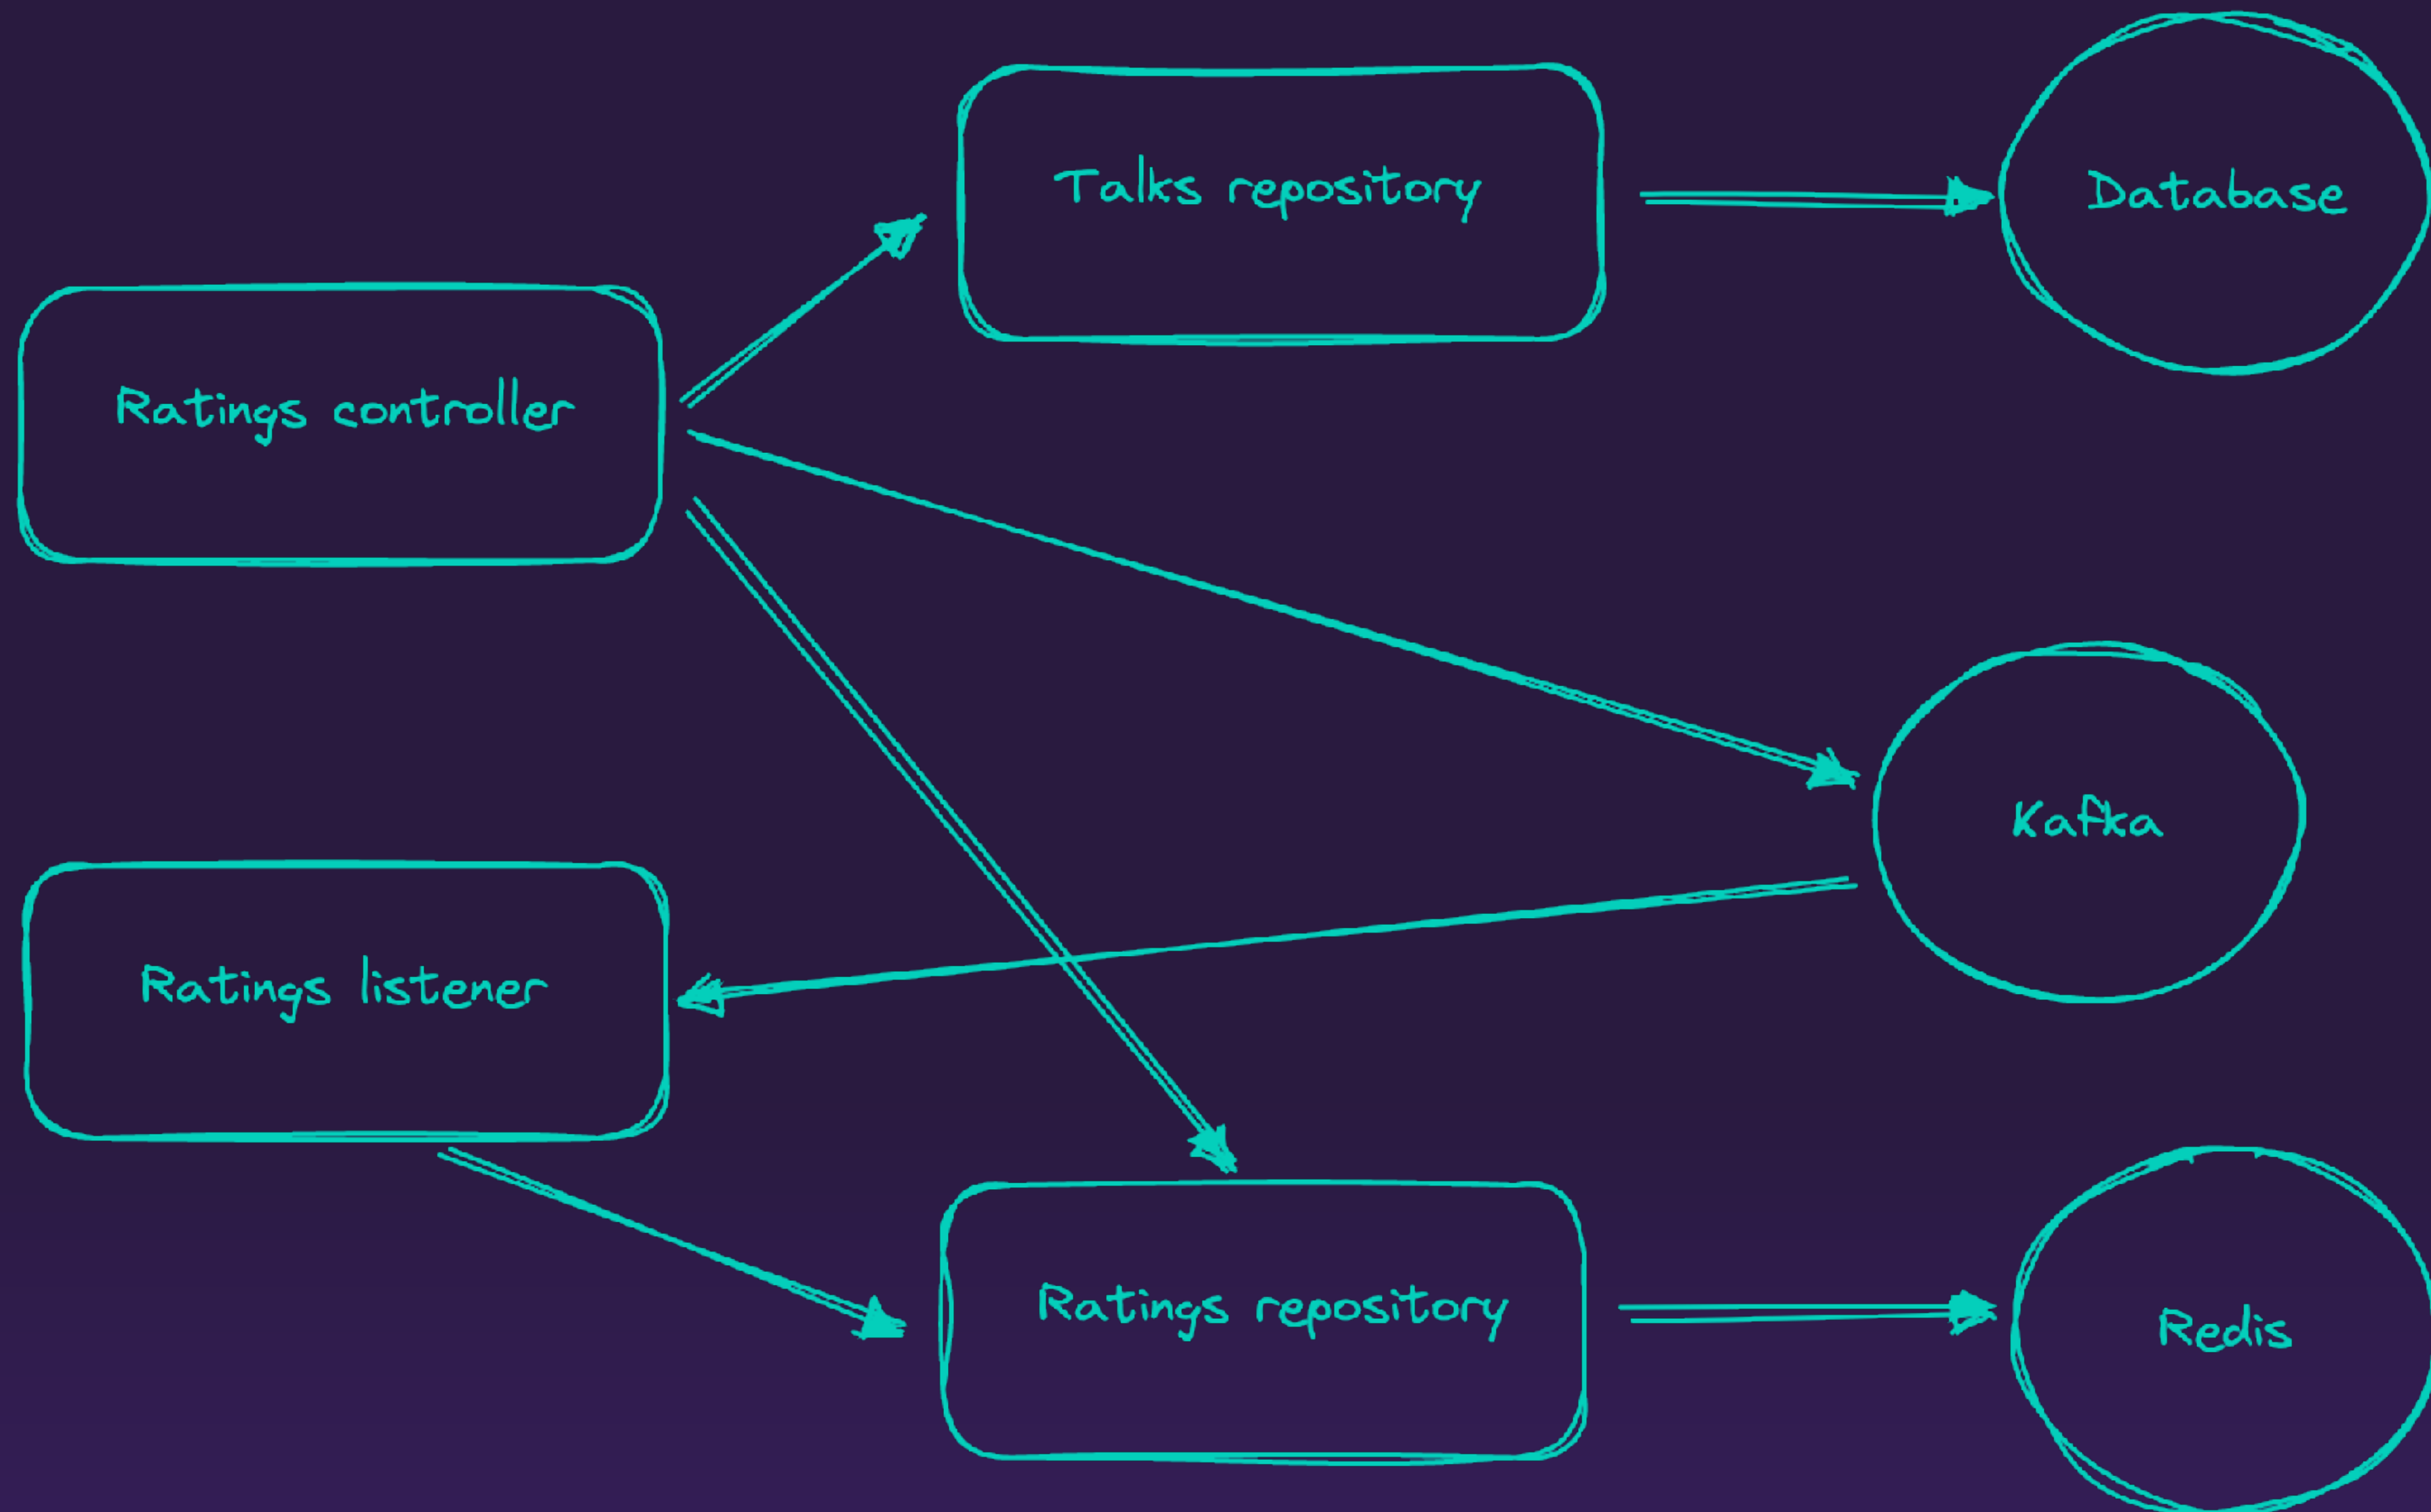 Talks repository
Database
Ratings controller
Kafka
Ratings listener
Ratings repository
Redis